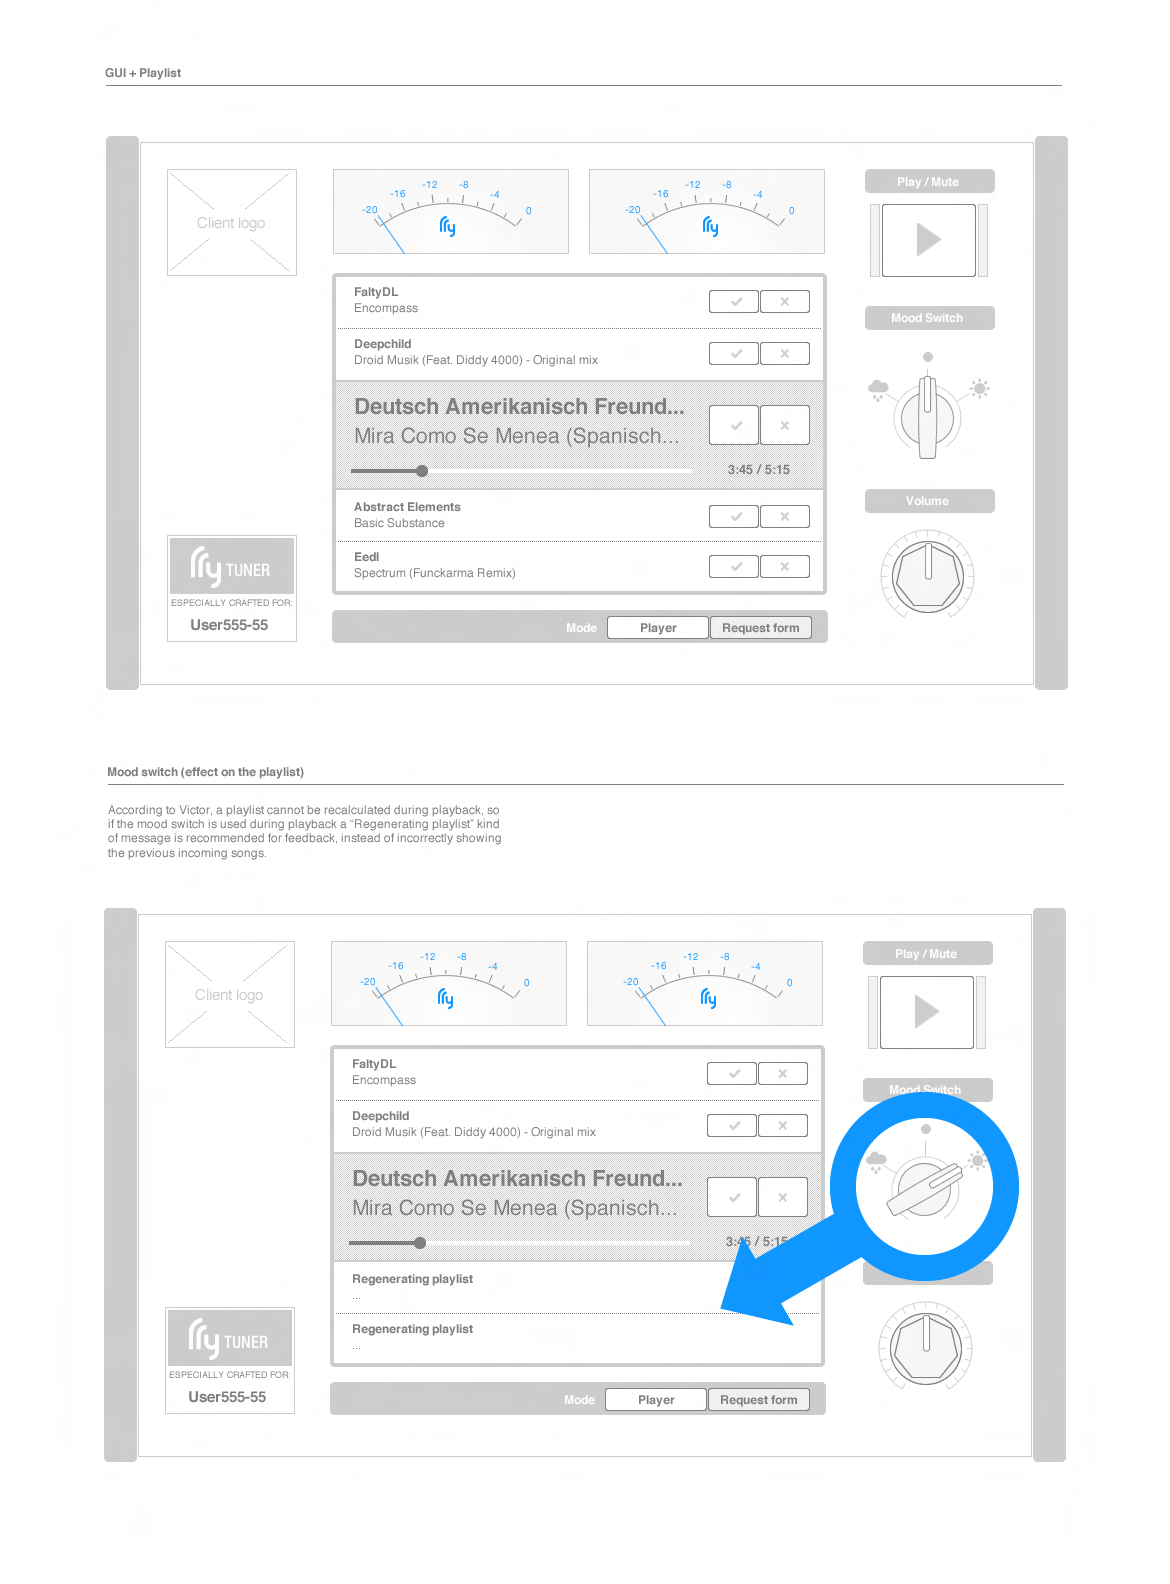 GUI + Playlist
Client logo
-20 -16 -12 -8 -4 0
-20 -16 -12 -8 -4 0
Play / Mute
FaltyDL
Encompass
Deepchild
Droid Musik (Feat. Diddy 4000) - Original mix
Mood Switch
Deutsch Amerikanisch Freund...
Mira Como Se Menea (Spanisch...
3:45 / 5:15
Abstract Elements
Basic Substance
Volume
Eedl
Spectrum (Funckarma Remix)
rry TUNER
ESPECIALLY CRAFTED FOR:
User555-55
Mode Player Request form
Mood switch (effect on the playlist)
According to Victor, a playlist cannot be recalculated during playback, so
if the mood switch is used during playback a “Regenerating playlist” kind
of message is recommended for feedback, instead of incorrectly showing
the previous incoming songs.
Client logo
-20 -16 -12 -8 -4 0
-20 -16 -12 -8 -4 0
Play / Mute
FaltyDL
Encompass
Deepchild
Droid Musik (Feat. Diddy 4000) - Original mix
Mood Switch
Deutsch Amerikanisch Freund...
Mira Como Se Menea (Spanisch...
3:45 / 5:15
Regenerating playlist
...
Regenerating playlist
...
rry TUNER
ESPECIALLY CRAFTED FOR:
User555-55
Mode Player Request form